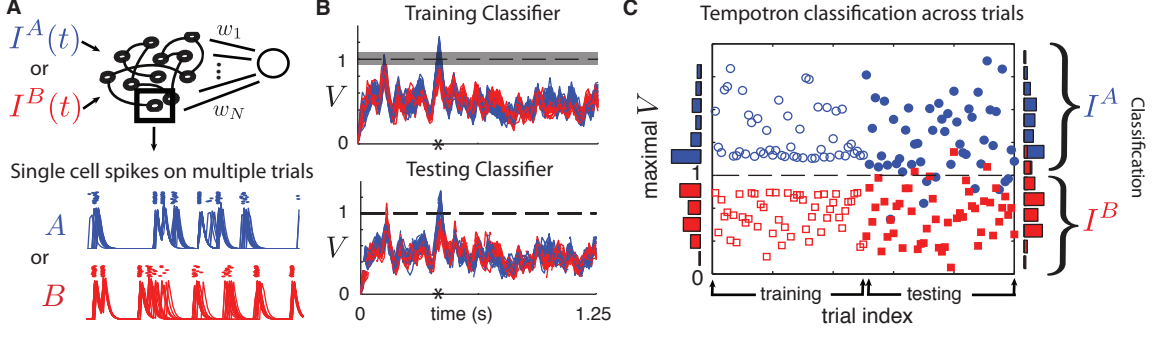 A
I^A(t)
or
I^B(t)
w_1
w_N
Single cell spikes on multiple trials
A
or
B
B
Training Classifier
1
V
0
*
Testing Classifier
1
V
0
*
0 time (s) 1.25
C
Tempotron classification across trials
maximal V
1
0
training testing
trial index
I^A
I^B
Classification